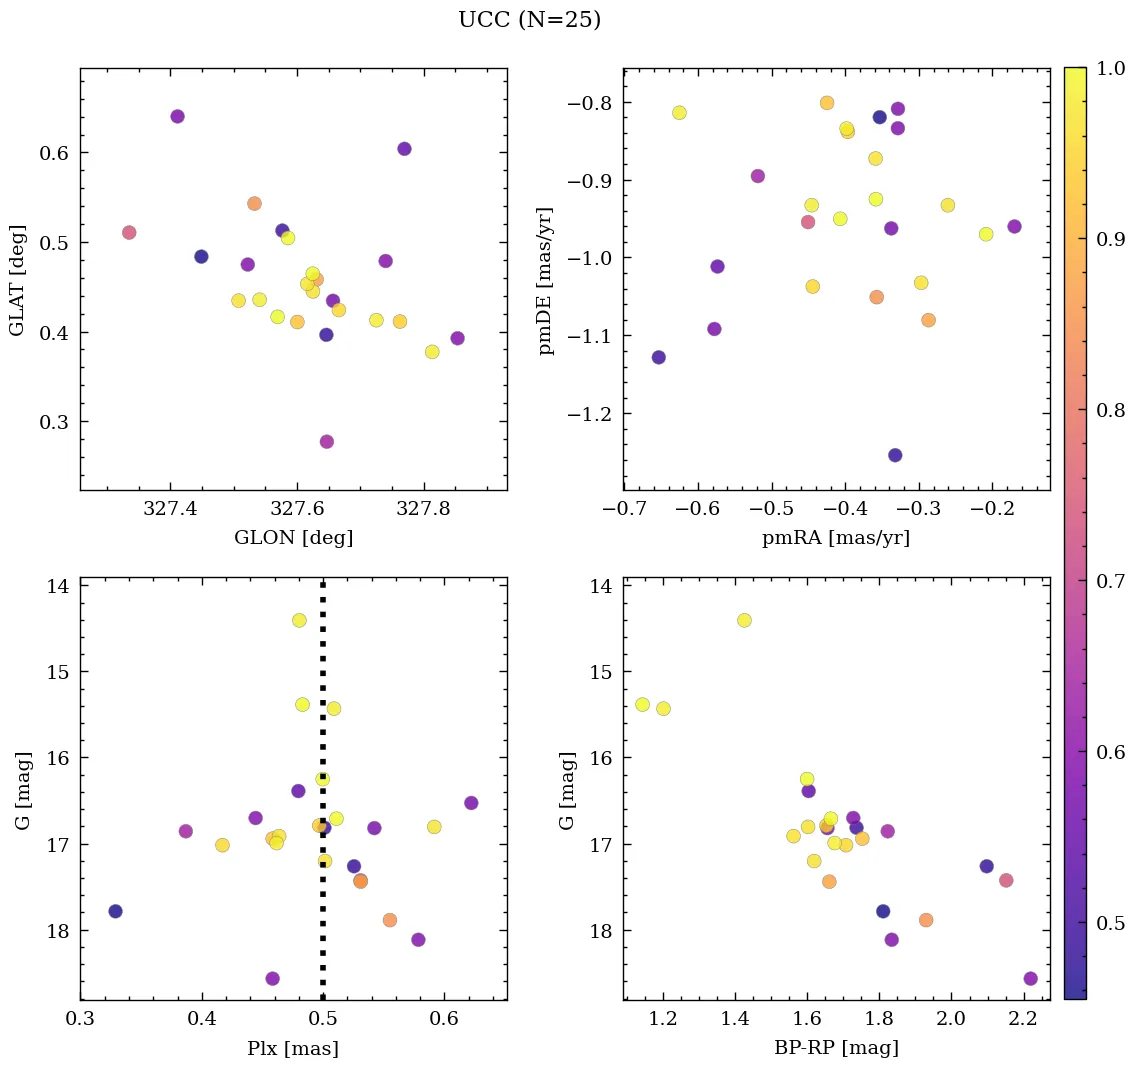 UCC (N=25)
0.6
0.5
0.4
0.3
GLAT [deg]
327.4 327.6 327.8
GLON [deg]
−0.8
−0.9
−1.0
−1.1
−1.2
pmDE [mas/yr]
−0.7 −0.6 −0.5 −0.4 −0.3 −0.2
pmRA [mas/yr]
14
15
16
17
18
G [mag]
0.3 0.4 0.5 0.6
Plx [mas]
14
15
16
17
18
G [mag]
1.2 1.4 1.6 1.8 2.0 2.2
BP-RP [mag]
1.0
0.9
0.8
0.7
0.6
0.5